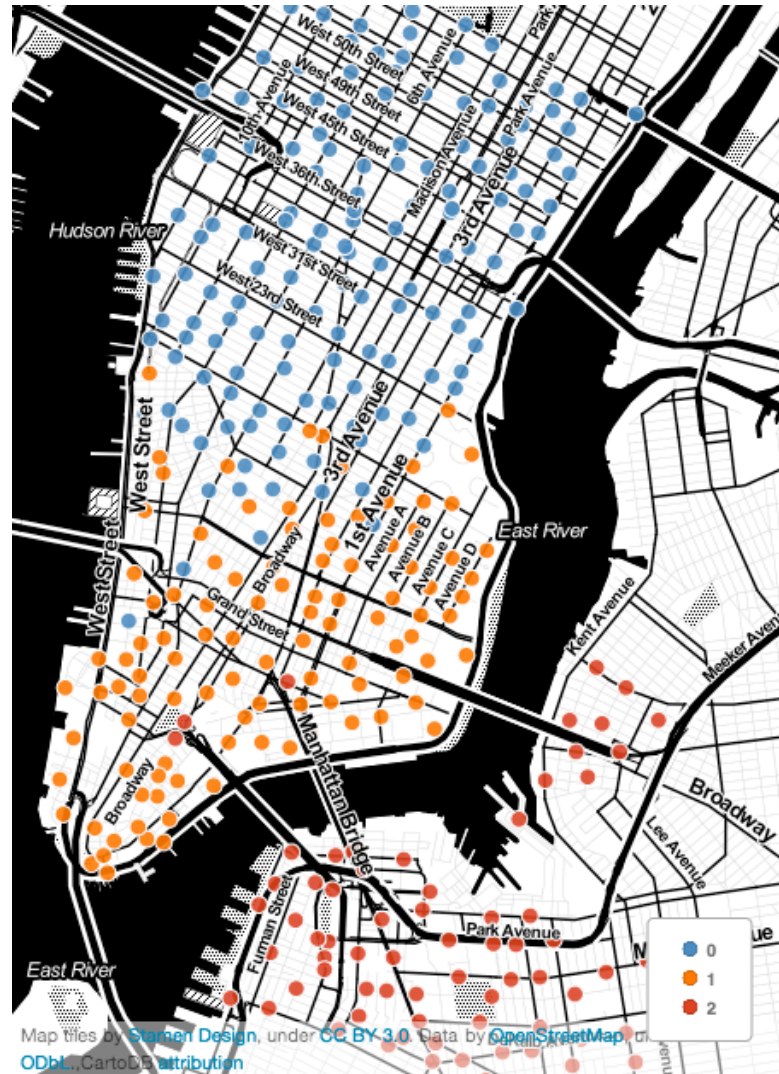 West 50th Street
West 49th Street
West 45th Street
West 36th Street
West 31st Street
West 23rd Street
10th Avenue
6th Avenue
Madison Avenue
Park Avenue
Park
3rd Avenue
Hudson River
3rd Avenue
1st Avenue
West Street
West Street
Broadway
Avenue A
Avenue B
Avenue C
Avenue D
East River
Grand Street
Kent Avenue
Meeker Aven
Manhattan Bridge
Broadway
Broadway
Lee Avenue
Furman Street
Park Avenue
M
nue
East River
0
1
2
Map tiles by Stamen Design, under CC BY 3.0. Data by OpenStreetMap, u
ODbL.,CartoDB attribution
venue